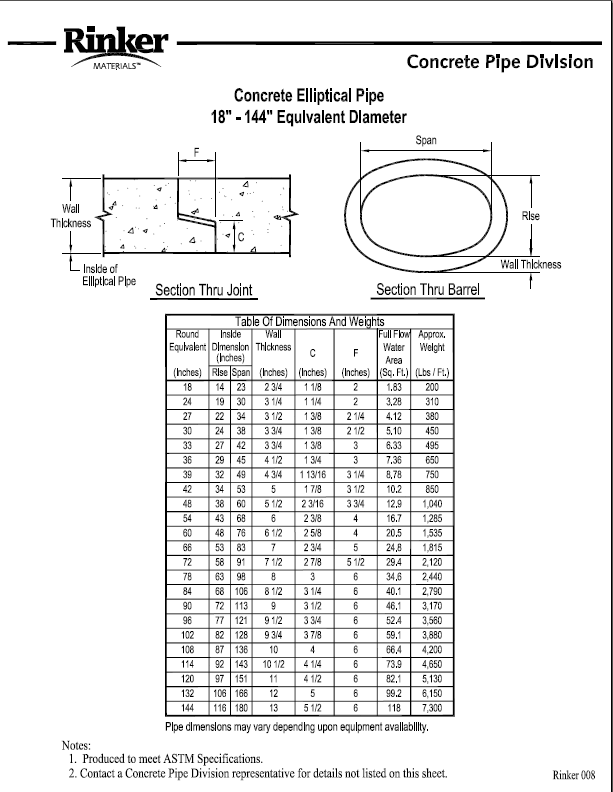 Rinker
MATERIALS™
Concrete Pipe Division
Concrete Elliptical Pipe
18" - 144" Equivalent Diameter
F
Wall
Thickness
C
Inside of
Elliptical Pipe
Section Thru Joint
Span
Rise
Wall Thickness
Section Thru Barrel
Table Of Dimensions And Weights
Round Equivalent (Inches) Inside Dimension (Inches) Rise Span Wall Thickness (Inches) C (Inches) F (Inches) Full Flow Water Area (Sq. Ft.) Approx. Weight (Lbs / Ft.)
18 14 23 2 3/4 1 1/8 2 1.83 200
24 19 30 3 1/4 1 1/4 2 3.28 310
27 22 34 3 1/2 1 3/8 2 1/4 4.12 380
30 24 38 3 3/4 1 3/8 2 1/2 5.10 450
33 27 42 3 3/4 1 3/8 3 6.33 495
36 29 45 4 1/2 1 3/4 3 7.36 650
39 32 49 4 3/4 1 13/16 3 1/4 8.78 750
42 34 53 5 1 7/8 3 1/2 10.2 850
48 38 60 5 1/2 2 3/16 3 3/4 12.9 1,040
54 43 68 6 2 3/8 4 16.7 1,285
60 48 76 6 1/2 2 5/8 4 20.5 1,535
66 53 83 7 2 3/4 5 24.8 1,815
72 58 91 7 1/2 2 7/8 5 1/2 29.4 2,120
78 63 98 8 3 6 34.6 2,440
84 68 106 8 1/2 3 1/4 6 40.1 2,790
90 72 113 9 3 1/2 6 46.1 3,170
96 77 121 9 1/2 3 3/4 6 52.4 3,560
102 82 128 9 3/4 3 7/8 6 59.1 3,880
108 87 136 10 4 6 66.4 4,200
114 92 143 10 1/2 4 1/4 6 73.9 4,650
120 97 151 11 4 1/2 6 82.1 5,130
132 106 166 12 5 6 99.2 6,150
144 116 180 13 5 1/2 6 118 7,300
Pipe dimensions may vary depending upon equipment availability.
Notes:
1. Produced to meet ASTM Specifications.
2. Contact a Concrete Pipe Division representative for details not listed on this sheet.
Rinker 008